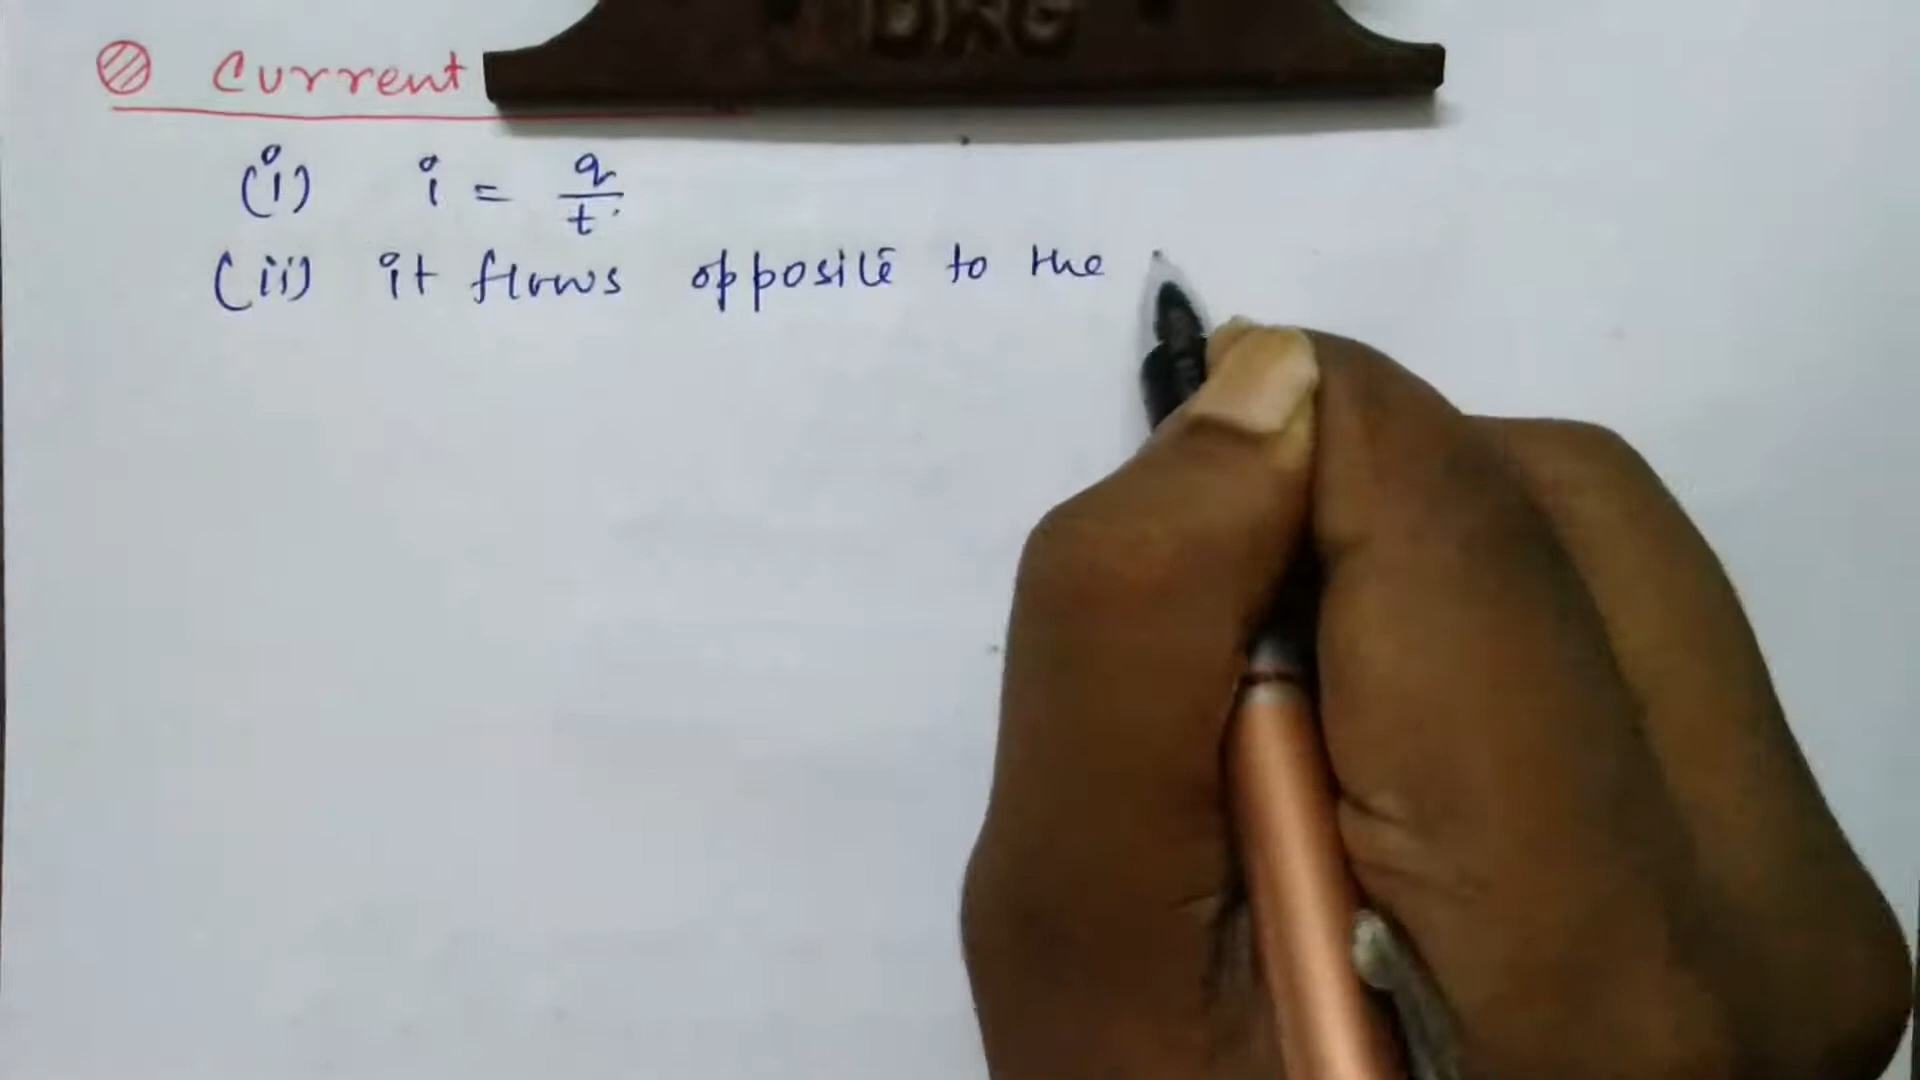 Current
(i) i = q/t
(ii) it flows opposite to the